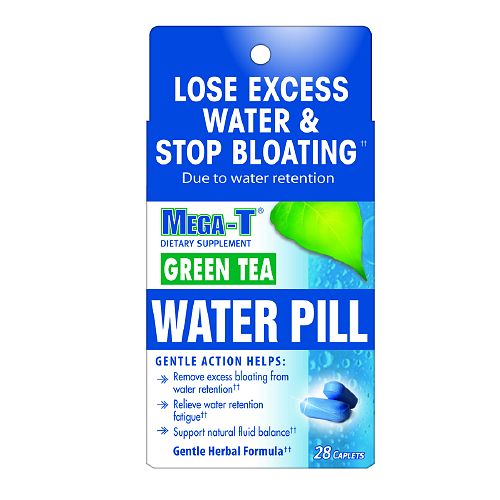 LOSE EXCESS
WATER &
STOP BLOATING††
Due to water retention
MEGA-T®
DIETARY SUPPLEMENT
GREEN TEA
WATER PILL
GENTLE ACTION HELPS:
Remove excess bloating from
water retention††
Relieve water retention
fatigue††
Support natural fluid balance††
Gentle Herbal Formula††
28 CAPLETS